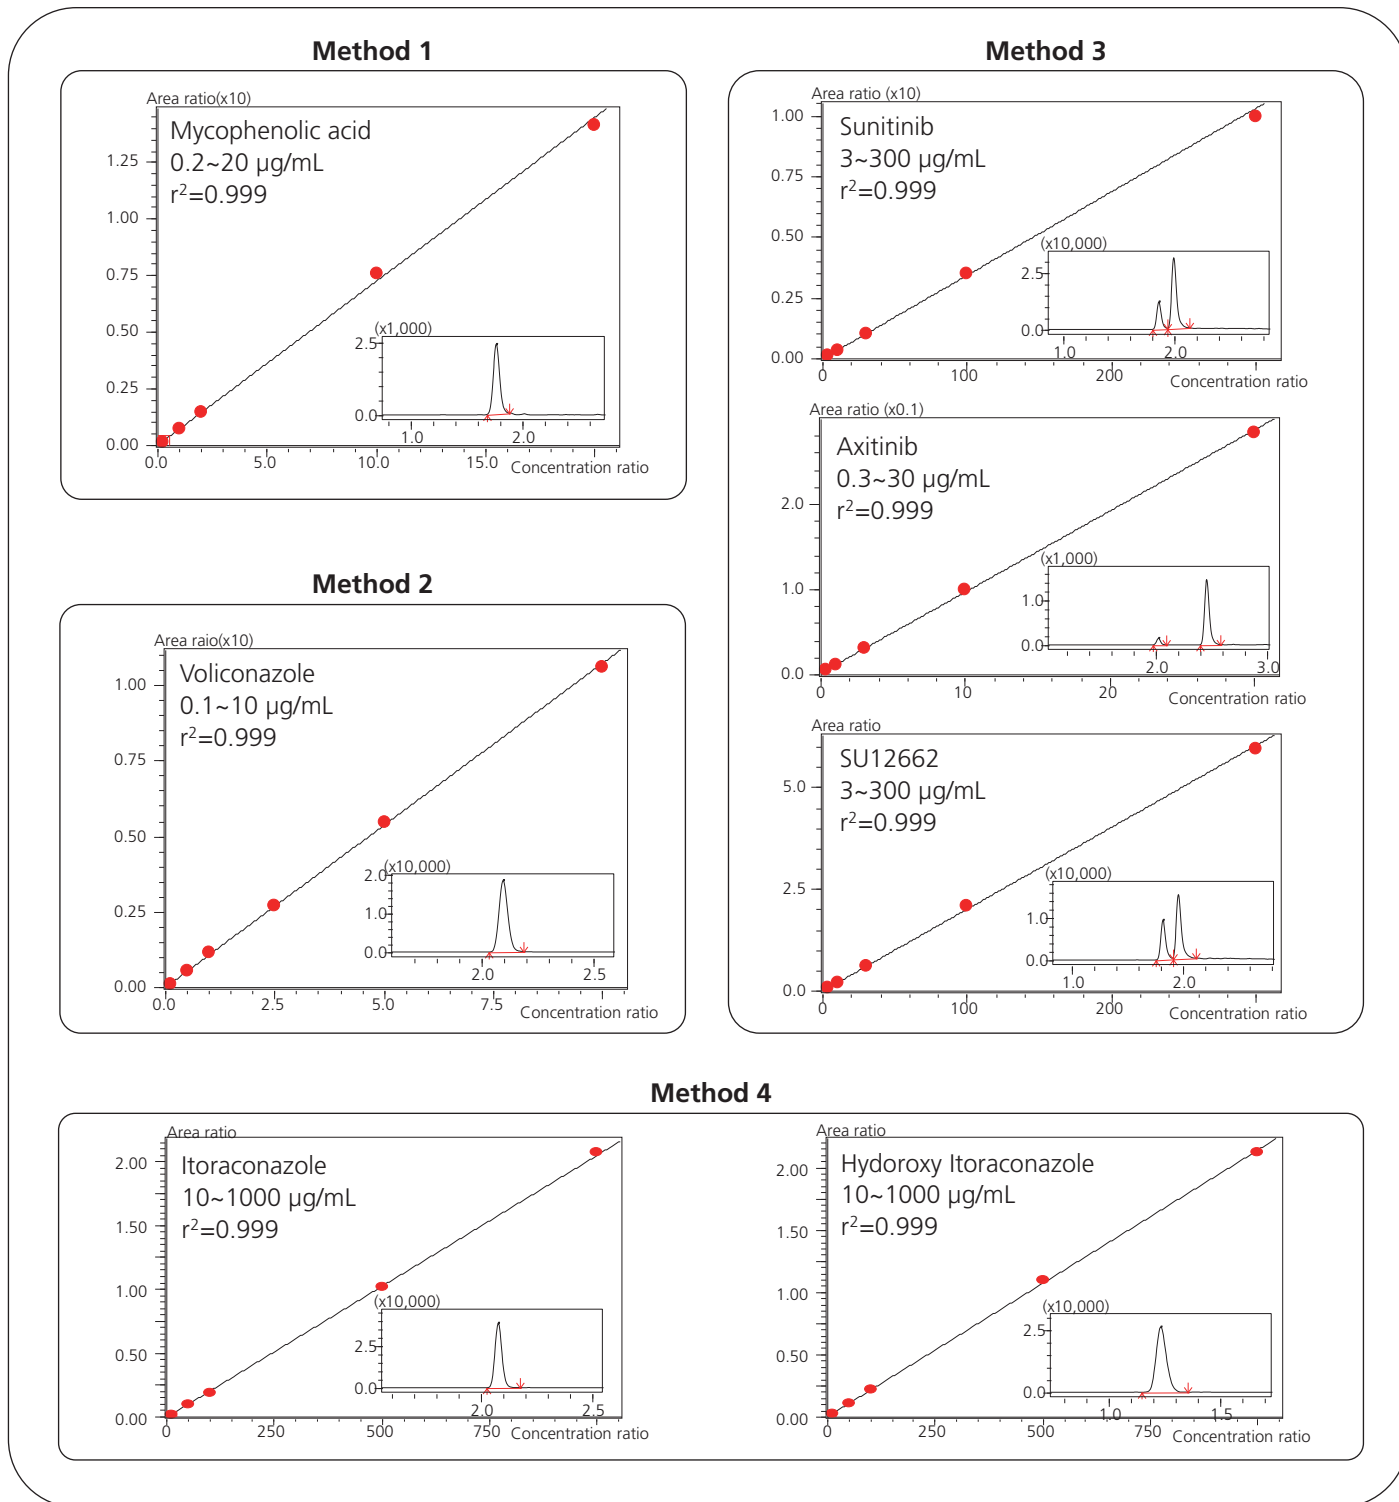 Method 1
Area ratio(x10)
Mycophenolic acid
0.2~20 µg/mL
r²=0.999
1.25
1.00
0.75
0.50
0.25
0.00
(x1,000)
2.5
0.0
1.0 2.0
0.0 5.0 10.0 15.0 Concentration ratio
Method 2
Area raio(x10)
Voliconazole
0.1~10 µg/mL
r²=0.999
1.00
0.75
0.50
0.25
0.00
(x10,000)
2.0
1.0
0.0
2.0 2.5
0.0 2.5 5.0 7.5 Concentration ratio
Method 3
Area ratio (x10)
Sunitinib
3~300 µg/mL
r²=0.999
1.00
0.75
0.50
0.25
0.00
(x10,000)
2.5
0.0
1.0 2.0
0 100 200 Concentration ratio
Area ratio (x0.1)
Axitinib
0.3~30 µg/mL
r²=0.999
2.0
1.0
0.0
(x1,000)
1.0
0.0
2.0 3.0
0 10 20 Concentration ratio
Area ratio
SU12662
3~300 µg/mL
r²=0.999
5.0
2.5
0.0
(x10,000)
1.0
0.0
1.0 2.0
0 100 200 Concentration ratio
Method 4
Area ratio
Itoraconazole
10~1000 µg/mL
r²=0.999
2.00
1.50
1.00
0.50
0.00
(x10,000)
2.5
0.0
2.0 2.5
0 250 500 750 Concentration ratio
Area ratio
Hydoroxy Itoraconazole
10~1000 µg/mL
r²=0.999
2.00
1.50
1.00
0.50
0.00
(x10,000)
2.5
0.0
1.0 1.5
0 250 500 750 Concentration ratio